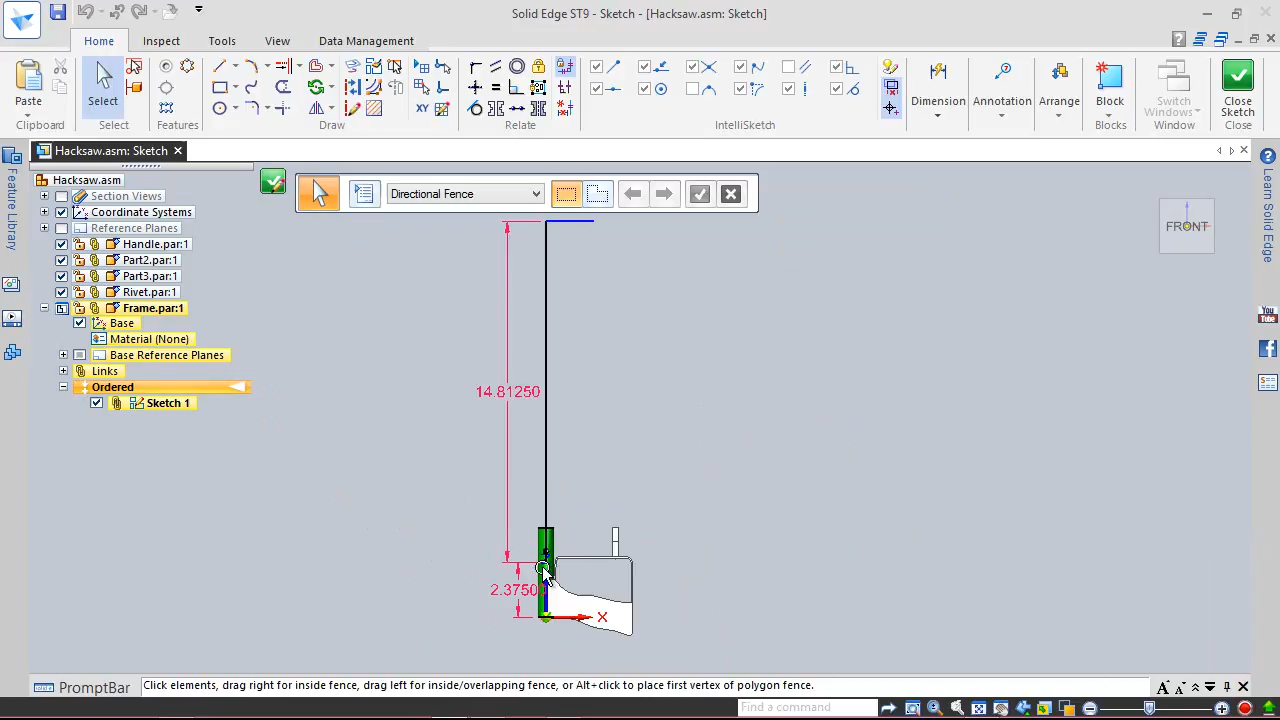 Solid Edge ST9 - Sketch - [Hacksaw.asm: Sketch]
Home
Inspect
Tools
View
Data Management
Paste
Select
XY
Dimension
Annotation
Arrange
Block
Switch
Windows
Close
Sketch
Clipboard
Select
Features
Draw
Relate
IntelliSketch
Blocks
Window
Close
Hacksaw.asm: Sketch
Feature Library
Hacksaw.asm
Section Views
Coordinate Systems
Reference Planes
Handle.par:1
Part2.par:1
Part3.par:1
Rivet.par:1
Frame.par:1
Base
Material (None)
Base Reference Planes
Links
Ordered
Sketch 1
Directional Fence
FRONT
14.81250
2.3750
X
Learn Solid Edge
You
Tube
PromptBar
Click elements, drag right for inside fence, drag left for inside/overlapping fence, or Alt+click to place first vertex of polygon fence.
A A
Find a command